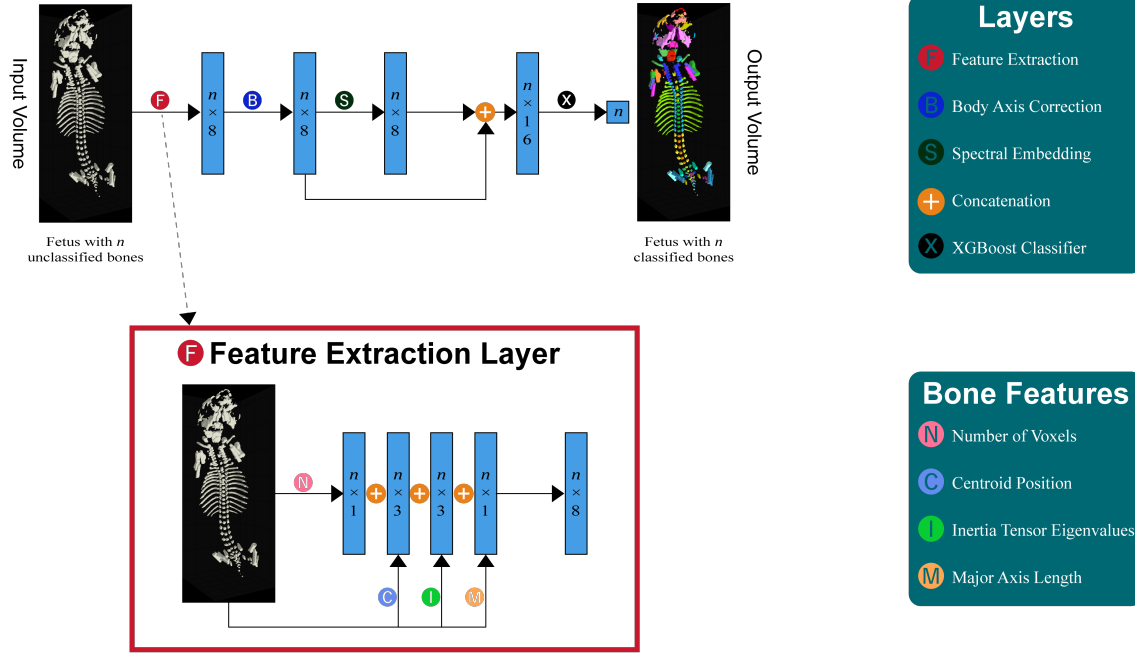 Input Volume
Fetus with n
unclassified bones
F
n
×
8
B
n
×
8
S
n
×
8
+
n
×
1
6
X
n
Fetus with n
classified bones
Output Volume
Layers
F Feature Extraction
B Body Axis Correction
S Spectral Embedding
+ Concatenation
X XGBoost Classifier
F Feature Extraction Layer
N
n
×
1
+
n
×
3
+
n
×
3
+
n
×
1
n
×
8
C
I
M
Bone Features
N Number of Voxels
C Centroid Position
I Inertia Tensor Eigenvalues
M Major Axis Length